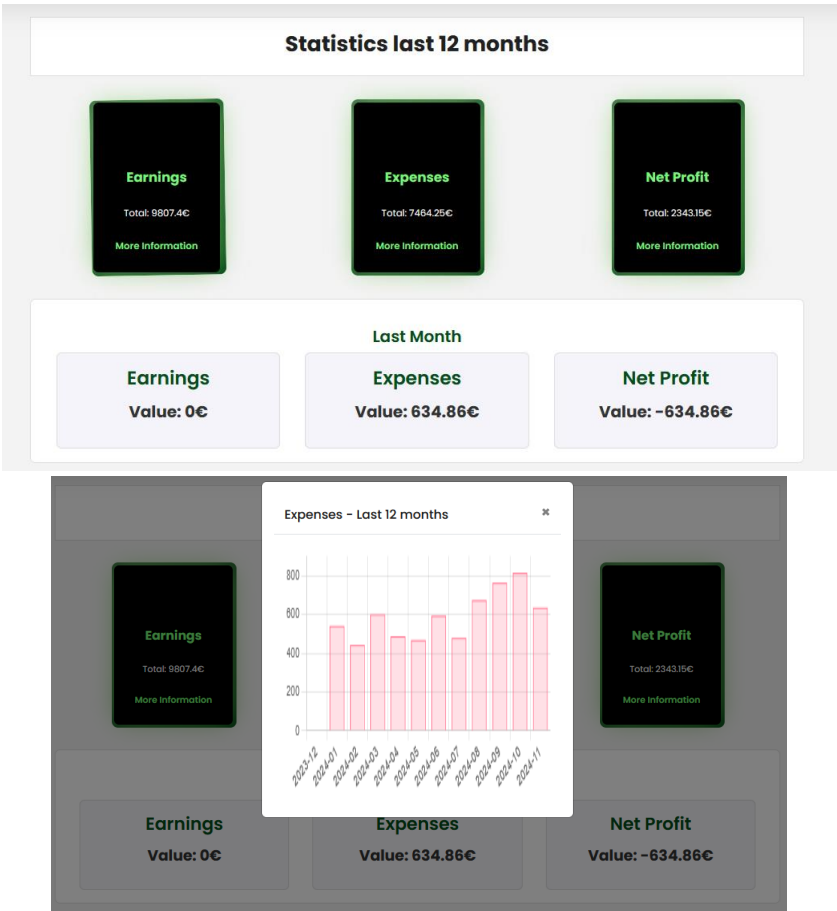 Statistics last 12 months
Earnings
Total: 9807.4€
More Information
Expenses
Total: 7464.25€
More Information
Net Profit
Total: 2343.15€
More Information
Last Month
Earnings
Value: 0€
Expenses
Value: 634.86€
Net Profit
Value: -634.86€
Expenses - Last 12 months
×
800
600
400
200
0
2023-12
2024-01
2024-02
2024-03
2024-04
2024-05
2024-06
2024-07
2024-08
2024-09
2024-10
2024-11
Earnings
Total: 9807.4€
More Information
Net Profit
Total: 2343.15€
More Information
Earnings
Value: 0€
Expenses
Value: 634.86€
Net Profit
Value: -634.86€